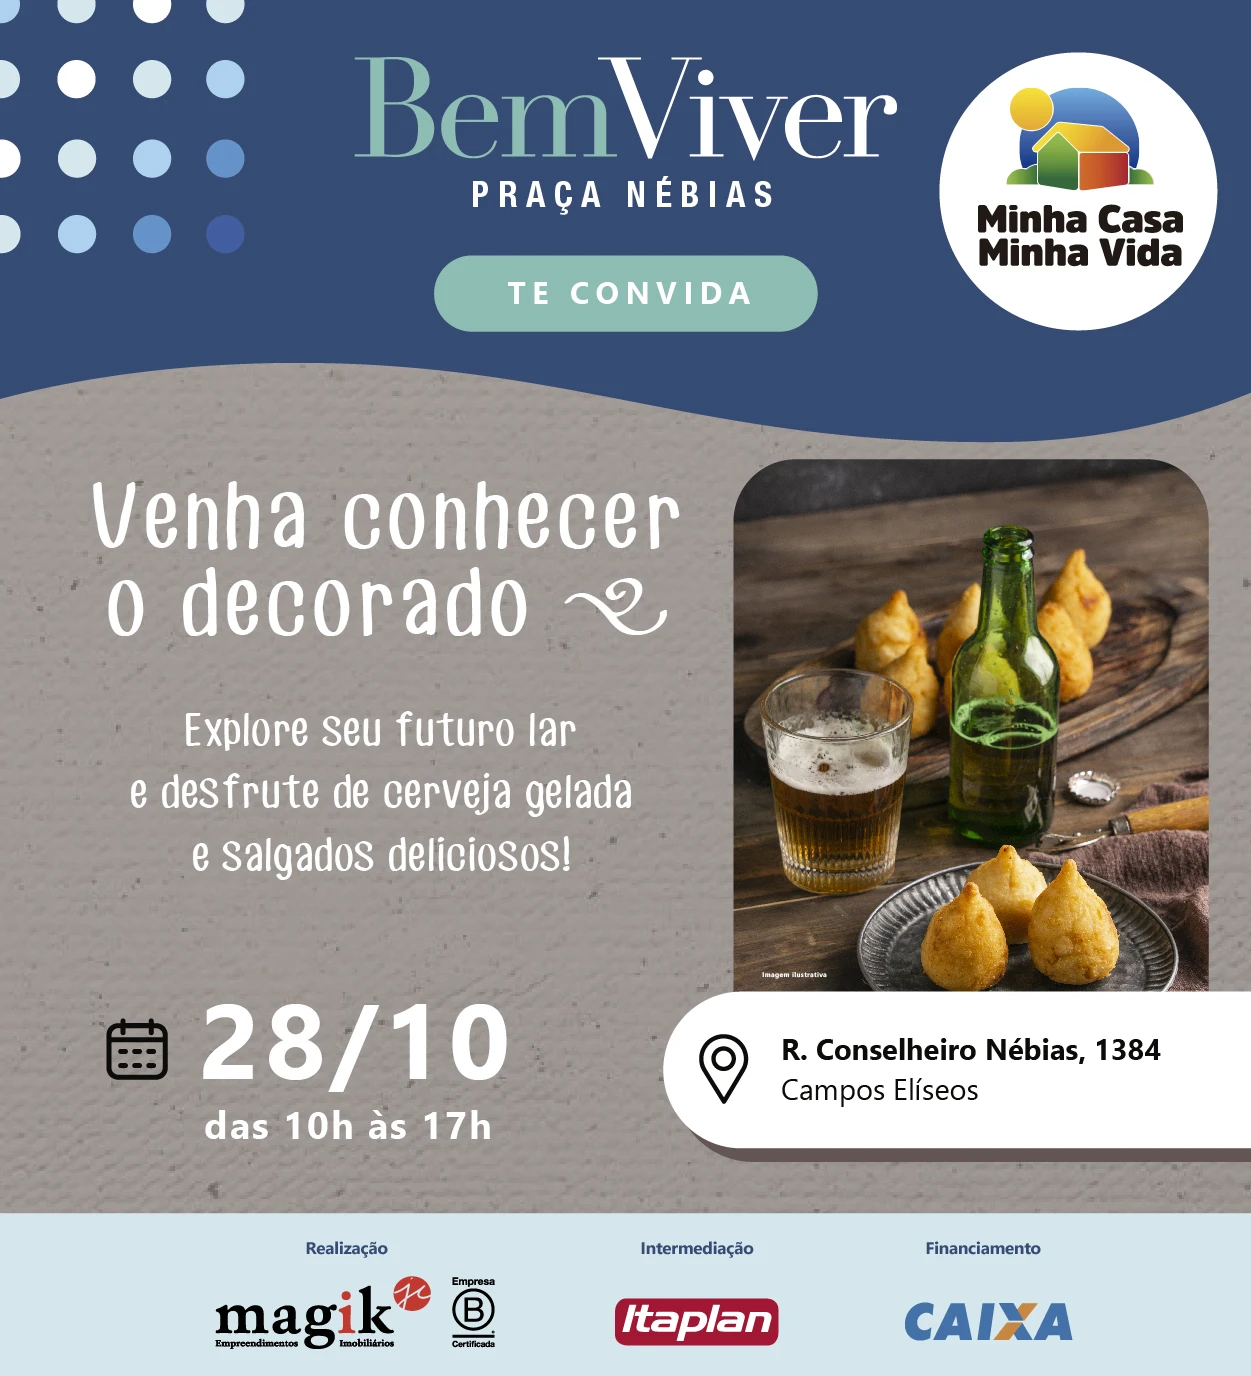 BemViver
PRAÇA NÉBIAS
Minha Casa
Minha Vida
TE CONVIDA
Venha conhecer
o decorado
Explore seu futuro lar
e desfrute de cerveja gelada
e salgados deliciosos!
Imagem ilustrativa
28/10
das 10h às 17h
R. Conselheiro Nébias, 1384
Campos Elíseos
Realização
magik jc
Empreendimentos Imobiliários
Empresa
B
Certificada
Intermediação
Itaplan
Financiamento
CAIXA